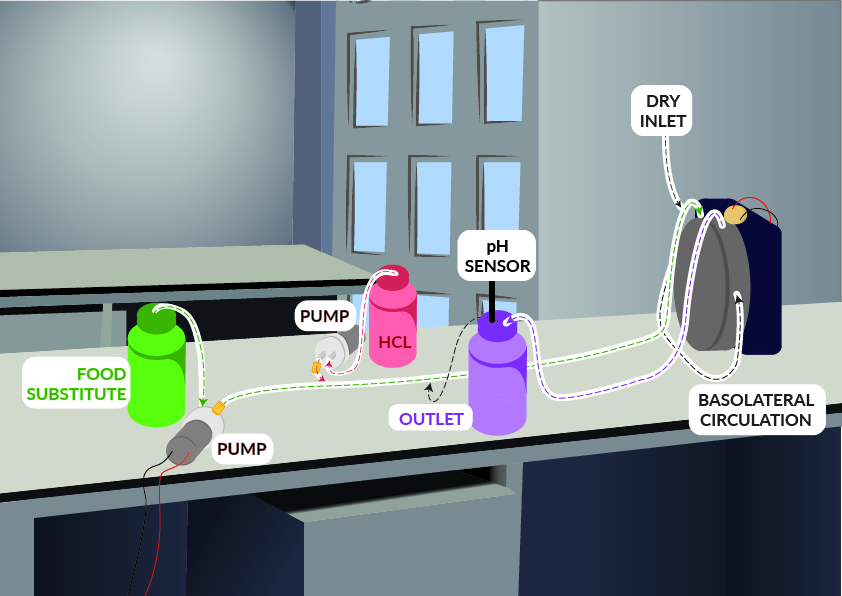 DRY
INLET
pH
SENSOR
PUMP
HCL
FOOD
SUBSTITUTE
OUTLET
BASOLATERAL
CIRCULATION
PUMP